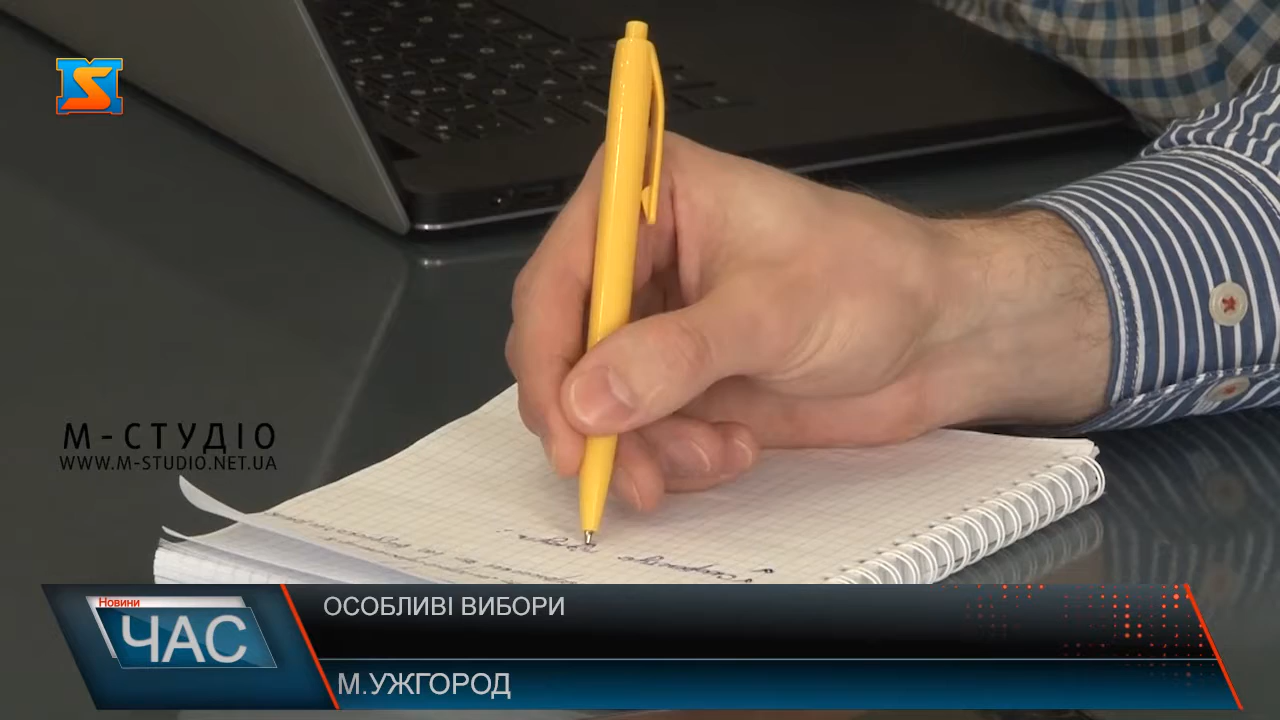 М-СТУДІО
WWW.M-STUDIO.NET.UA
Новини
ЧАС
ОСОБЛИВІ ВИБОРИ
М.УЖГОРОД